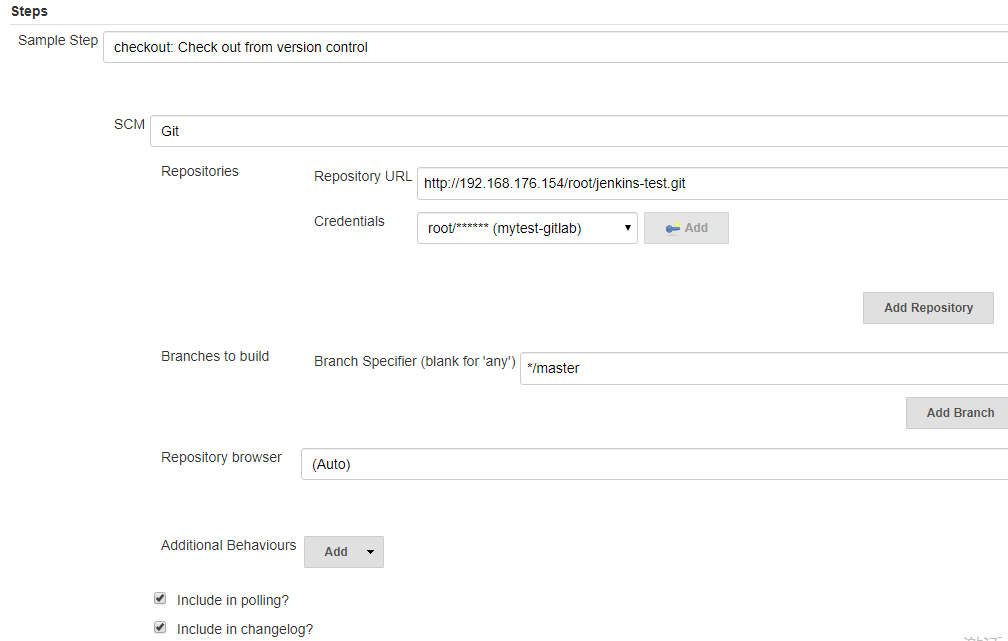 Steps
Sample Step checkout: Check out from version control
SCM Git
Repositories Repository URL http://192.168.176.154/root/jenkins-test.git
Credentials root/****** (mytest-gitlab) Add
Add Repository
Branches to build Branch Specifier (blank for 'any') */master
Add Branch
Repository browser (Auto)
Additional Behaviours Add
Include in polling?
Include in changelog?